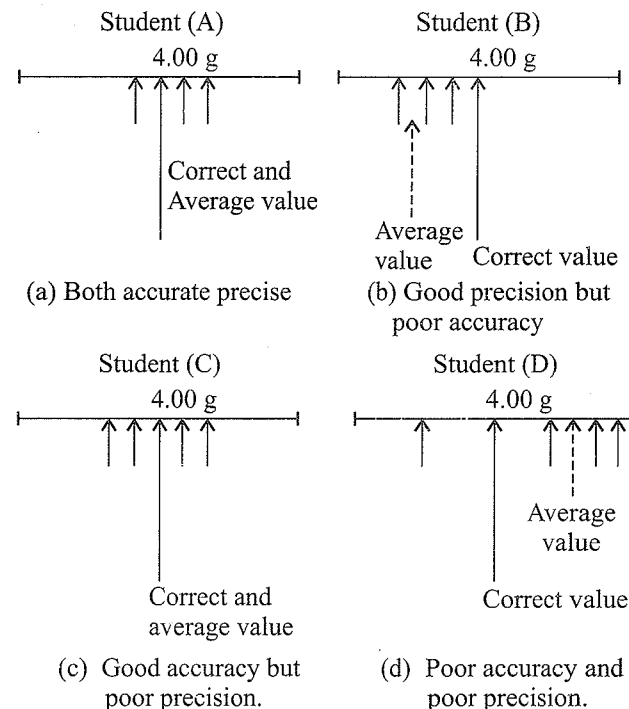 Student (A)
4.00 g
Correct and
Average value
(a) Both accurate precise
Student (B)
4.00 g
Average
value
Correct value
(b) Good precision but
poor accuracy
Student (C)
4.00 g
Correct and
average value
(c) Good accuracy but
poor precision.
Student (D)
4.00 g
Average
value
Correct value
(d) Poor accuracy and
poor precision.